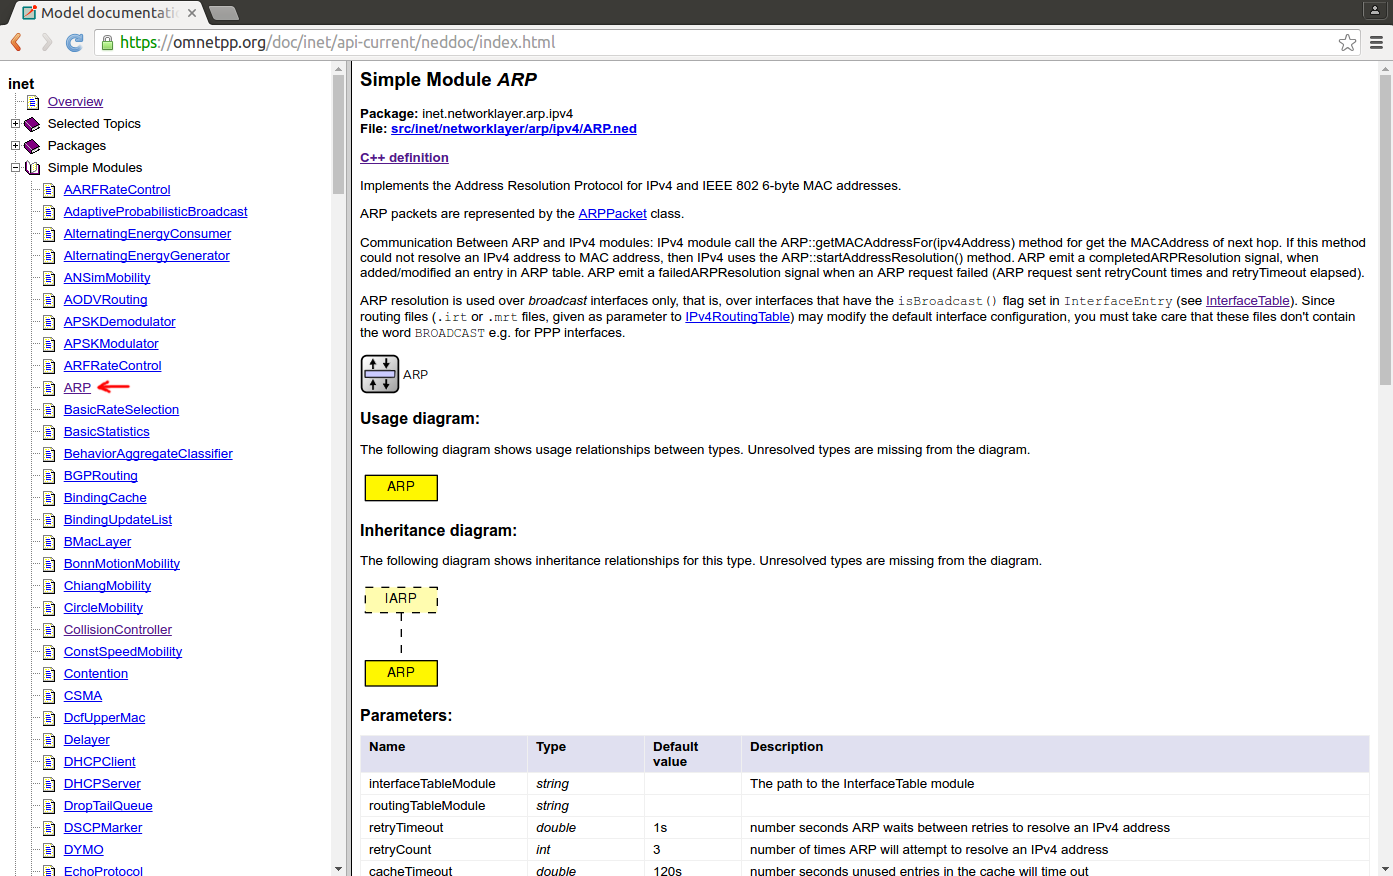 Model documentati
https://omnetpp.org/doc/inet/api-current/neddoc/index.html
inet
Overview
Selected Topics
Packages
Simple Modules
AARFRateControl
AdaptiveProbabilisticBroadcast
AlternatingEnergyConsumer
AlternatingEnergyGenerator
ANSimMobility
AODVRouting
APSKDemodulator
APSKModulator
ARFRateControl
ARP
BasicRateSelection
BasicStatistics
BehaviorAggregateClassifier
BGPRouting
BindingCache
BindingUpdateList
BMacLayer
BonnMotionMobility
ChiangMobility
CircleMobility
CollisionController
ConstSpeedMobility
Contention
CSMA
DcfUpperMac
Delayer
DHCPClient
DHCPServer
DropTailQueue
DSCPMarker
DYMO
EchoProtocol
Simple Module ARP
Package: inet.networklayer.arp.ipv4
File: src/inet/networklayer/arp/ipv4/ARP.ned
C++ definition
Implements the Address Resolution Protocol for IPv4 and IEEE 802 6-byte MAC addresses.
ARP packets are represented by the ARPPacket class.
Communication Between ARP and IPv4 modules: IPv4 module call the ARP::getMACAddressFor(ipv4Address) method for get the MACAddress of next hop. If this method
could not resolve an IPv4 address to MAC address, then IPv4 uses the ARP::startAddressResolution() method. ARP emit a completedARPResolution signal, when
added/modified an entry in ARP table. ARP emit a failedARPResolution signal when an ARP request failed (ARP request sent retryCount times and retryTimeout elapsed).
ARP resolution is used over broadcast interfaces only, that is, over interfaces that have the isBroadcast() flag set in InterfaceEntry (see InterfaceTable). Since
routing files (.irt or .mrt files, given as parameter to IPv4RoutingTable) may modify the default interface configuration, you must take care that these files don't contain
the word BROADCAST e.g. for PPP interfaces.
ARP
Usage diagram:
The following diagram shows usage relationships between types. Unresolved types are missing from the diagram.
ARP
Inheritance diagram:
The following diagram shows inheritance relationships for this type. Unresolved types are missing from the diagram.
IARP
ARP
Parameters:
Name Type Default value Description
interfaceTableModule string The path to the InterfaceTable module
routingTableModule string
retryTimeout double 1s number seconds ARP waits between retries to resolve an IPv4 address
retryCount int 3 number of times ARP will attempt to resolve an IPv4 address
cacheTimeout double 120s number seconds unused entries in the cache will time out